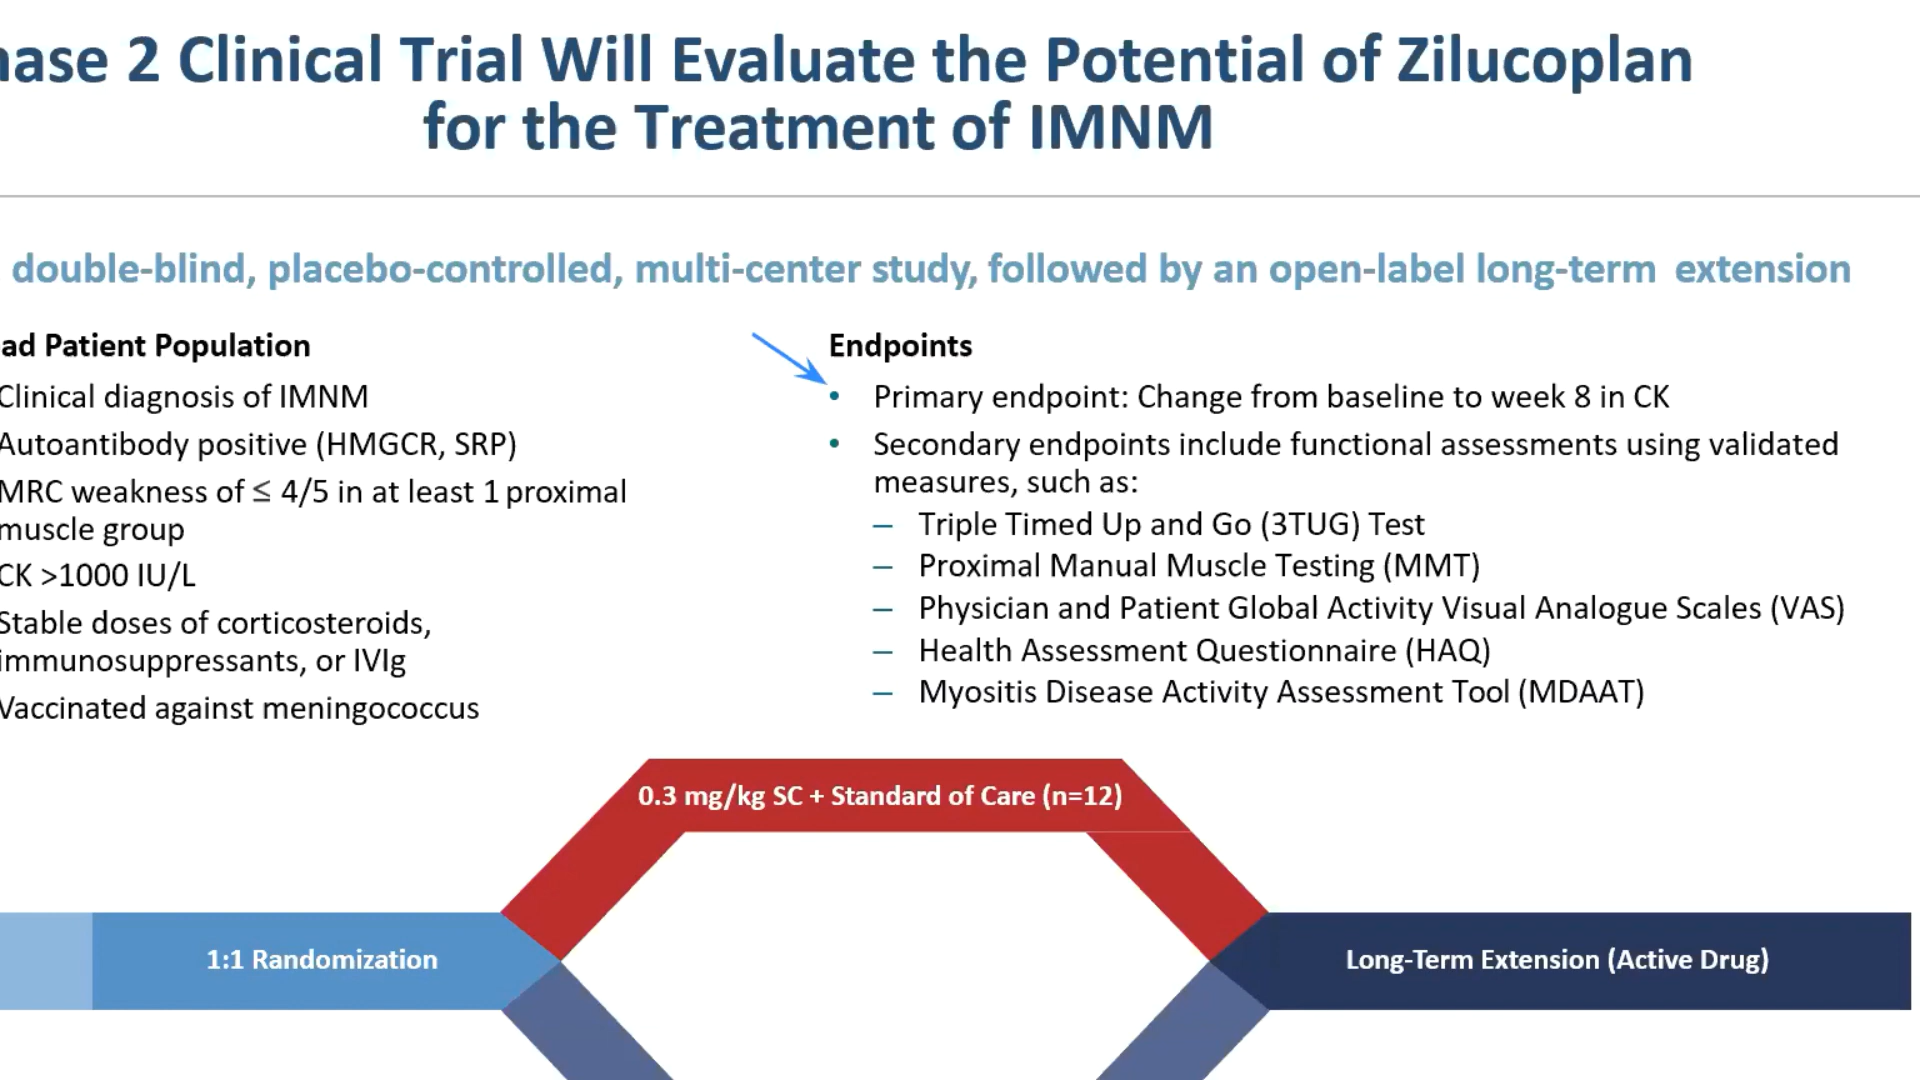 ase 2 Clinical Trial Will Evaluate the Potential of Zilucoplan
for the Treatment of IMNM
double-blind, placebo-controlled, multi-center study, followed by an open-label long-term extension
ad Patient Population
Clinical diagnosis of IMNM
Autoantibody positive (HMGCR, SRP)
MRC weakness of ≤ 4/5 in at least 1 proximal
muscle group
CK >1000 IU/L
Stable doses of corticosteroids,
immunosuppressants, or IVIg
Vaccinated against meningococcus
Endpoints
• Primary endpoint: Change from baseline to week 8 in CK
• Secondary endpoints include functional assessments using validated
measures, such as:
– Triple Timed Up and Go (3TUG) Test
– Proximal Manual Muscle Testing (MMT)
– Physician and Patient Global Activity Visual Analogue Scales (VAS)
– Health Assessment Questionnaire (HAQ)
– Myositis Disease Activity Assessment Tool (MDAAT)
0.3 mg/kg SC + Standard of Care (n=12)
1:1 Randomization
Long-Term Extension (Active Drug)